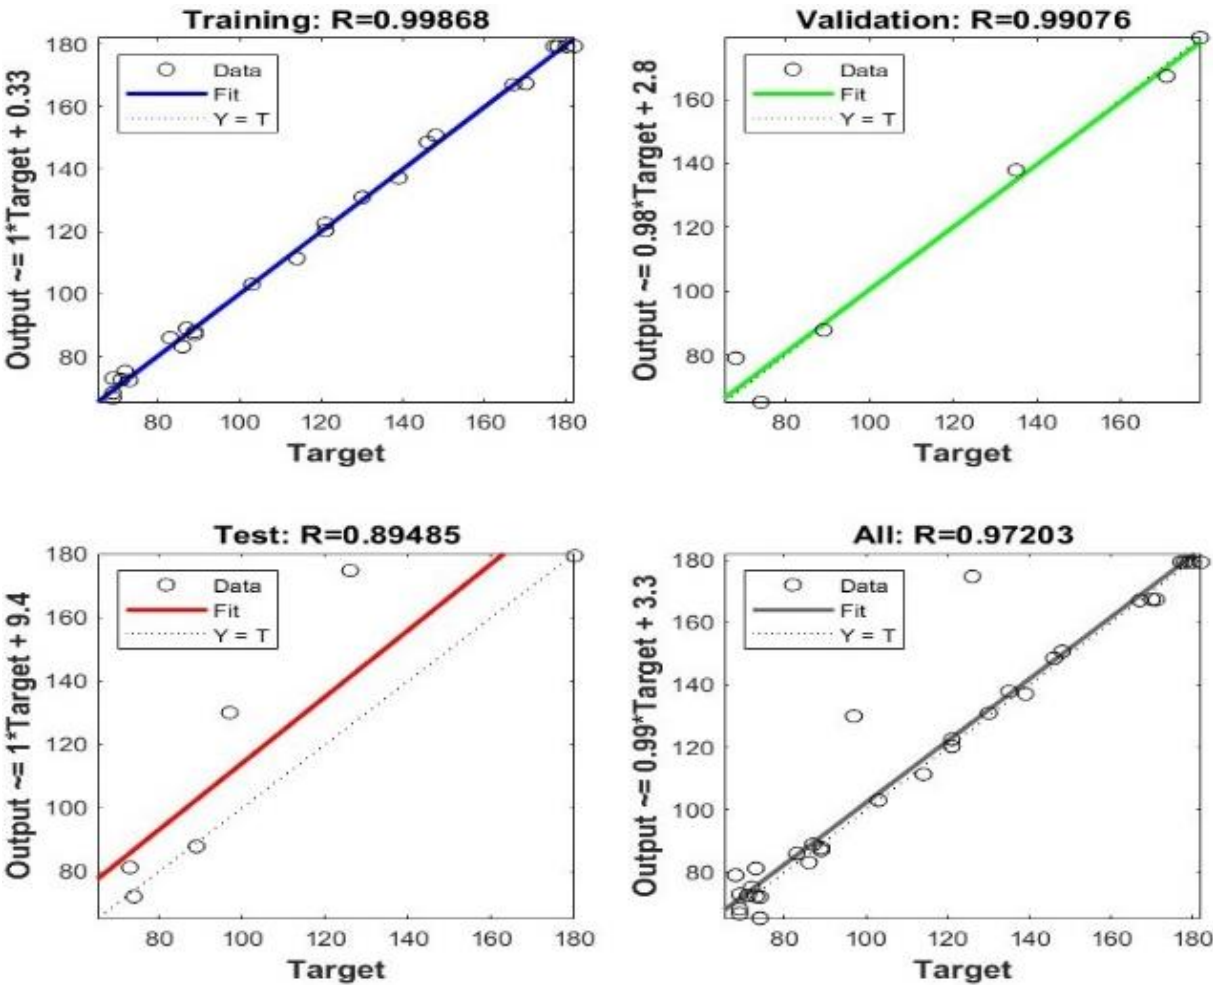 Training: R=0.99868
Output ~= 1*Target + 0.33
180
160
140
120
100
80
Data
Fit
Y = T
80 100 120 140 160 180
Target
Validation: R=0.99076
Output ~= 0.98*Target + 2.8
160
140
120
100
80
Data
Fit
Y = T
80 100 120 140 160
Target
Test: R=0.89485
Output ~= 1*Target + 9.4
180
160
140
120
100
80
Data
Fit
Y = T
80 100 120 140 160 180
Target
All: R=0.97203
Output ~= 0.99*Target + 3.3
180
160
140
120
100
80
Data
Fit
Y = T
80 100 120 140 160 180
Target